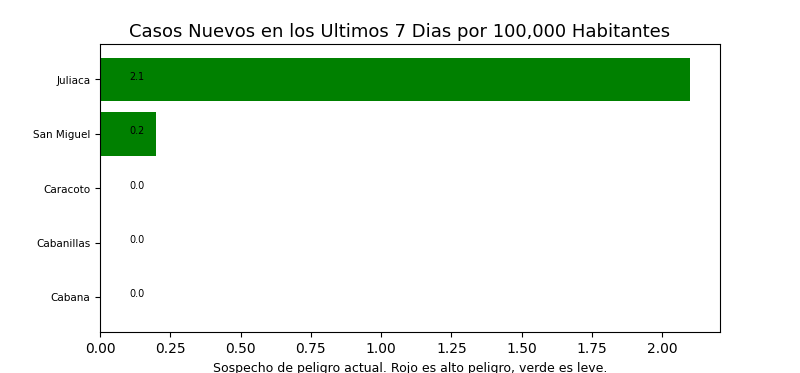 Casos Nuevos en los Ultimos 7 Dias por 100,000 Habitantes
Juliaca 2.1
San Miguel 0.2
Caracoto 0.0
Cabanillas 0.0
Cabana 0.0
0.00 0.25 0.50 0.75 1.00 1.25 1.50 1.75 2.00
Sospecho de peligro actual. Rojo es alto peligro, verde es leve.